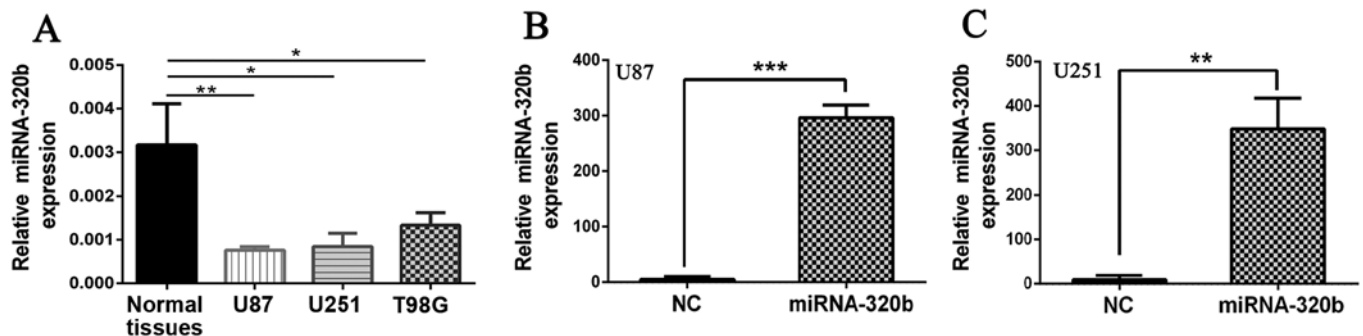 A
Relative miRNA-320b
expression
0.005
0.004
0.003
0.002
0.001
0.000
*
*
**
Normal
tissues
U87
U251
T98G
B
Relative miRNA-320b
expression
400
300
200
100
0
U87
***
NC
miRNA-320b
C
Relative miRNA-320b
expression
500
400
300
200
100
0
U251
**
NC
miRNA-320b